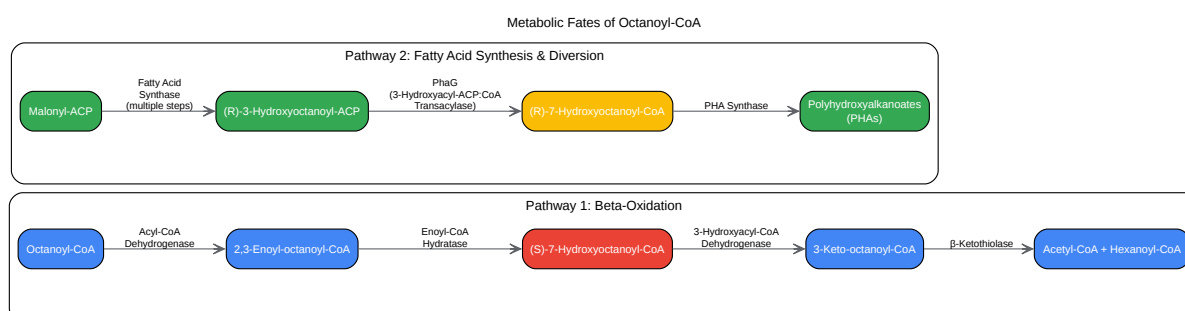 Metabolic Fates of Octanoyl-CoA
Pathway 2: Fatty Acid Synthesis & Diversion
Malonyl-ACP
Fatty Acid
Synthase
(multiple steps)
(R)-3-Hydroxyoctanoyl-ACP
PhaG
(3-Hydroxyacyl-ACP:CoA
Transacylase)
(R)-7-Hydroxyoctanoyl-CoA
PHA Synthase
Polyhydroxyalkanoates
(PHAs)
Pathway 1: Beta-Oxidation
Octanoyl-CoA
Acyl-CoA
Dehydrogenase
2,3-Enoyl-octanoyl-CoA
Enoyl-CoA
Hydratase
(S)-7-Hydroxyoctanoyl-CoA
3-Hydroxyacyl-CoA
Dehydrogenase
3-Keto-octanoyl-CoA
β-Ketothiolase
Acetyl-CoA + Hexanoyl-CoA